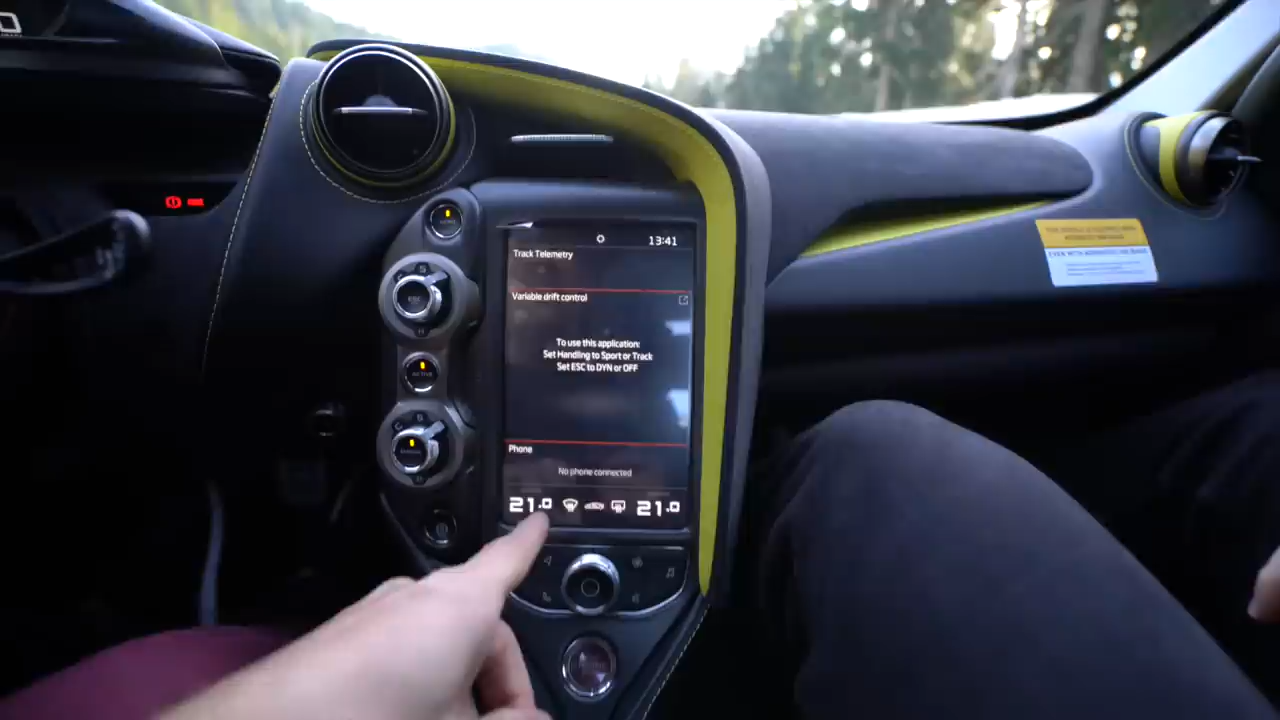 13:41
Track Telemetry
Variable drift control
To use this application:
Set Handling to Sport or Track
Set ESC to DYN or OFF
Phone
No phone connected
21.0 21.0
ACTIVE